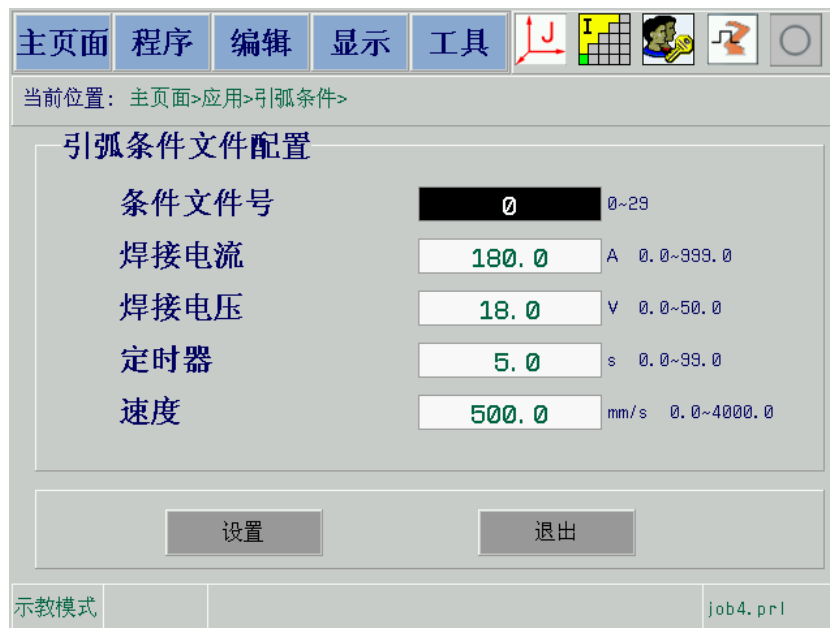 主页面 程序 编辑 显示 工具 J I
当前位置: 主页面>应用>引弧条件>
引弧条件文件配置
条件文件号 0 0~29
焊接电流 180.0 A 0.0~999.0
焊接电压 18.0 V 0.0~50.0
定时器 5.0 s 0.0~99.0
速度 500.0 mm/s 0.0~4000.0
设置 退出
示教模式 job4.prl